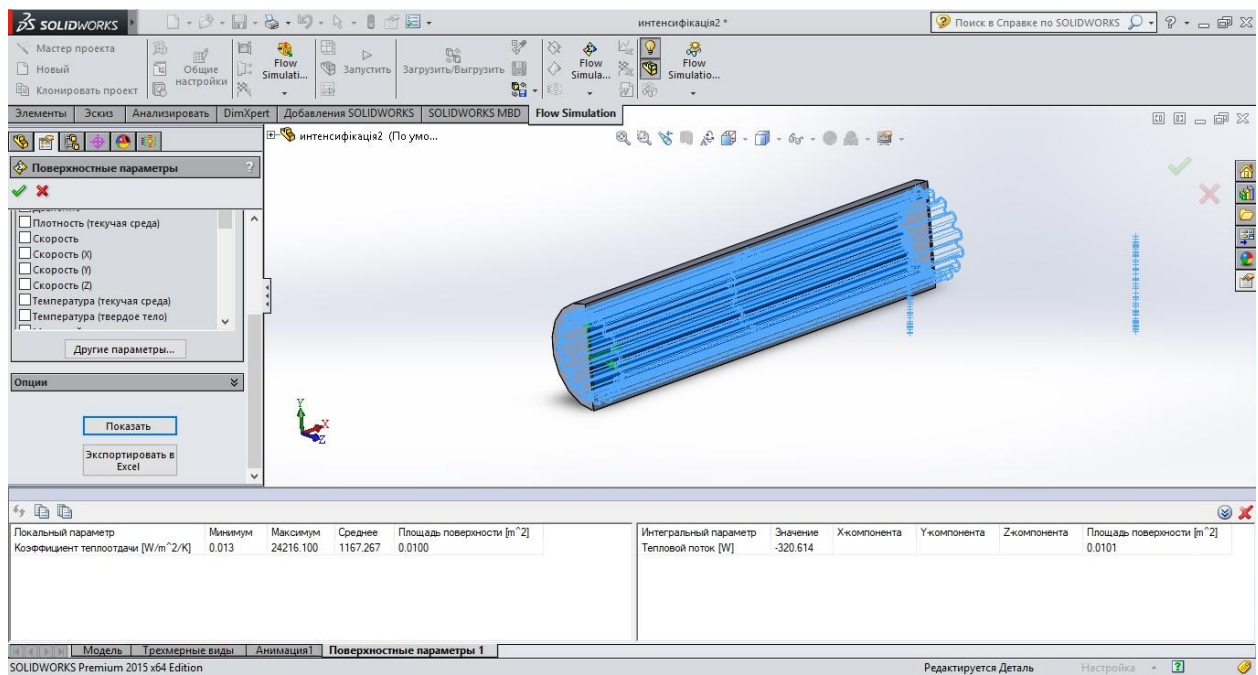 SOLIDWORKS
интенсифікація2 *
Поиск в Справке по SOLIDWORKS
Мастер проекта
Новый
Клонировать проект
Общие настройки
Flow Simulati...
Запустить
Загрузить/Выгрузить
Flow Simula...
Flow Simulatio...
Элементы Эскиз Анализировать DimXpert Добавления SOLIDWORKS SOLIDWORKS MBD Flow Simulation
интенсифікація2 (По умо...
Поверхностные параметры ?
Плотность (текучая среда)
Скорость
Скорость (X)
Скорость (Y)
Скорость (Z)
Температура (текучая среда)
Температура (твердое тело)
Другие параметры...
Опции
Показать
Экспортировать в
Excel
Y
X
Z
Локальный параметр Минимум Максимум Среднее Площадь поверхности [m^2]
Коэффициент теплоотдачи [W/m^2/K] 0.013 24216.100 1167.267 0.0100
Интегральный параметр Значение X-компонента Y-компонента Z-компонента Площадь поверхности [m^2]
Тепловой поток [W] -320.614 0.0101
Модель Трехмерные виды Анимация1 Поверхностные параметры 1
SOLIDWORKS Premium 2015 x64 Edition
Редактируется Деталь Настройка